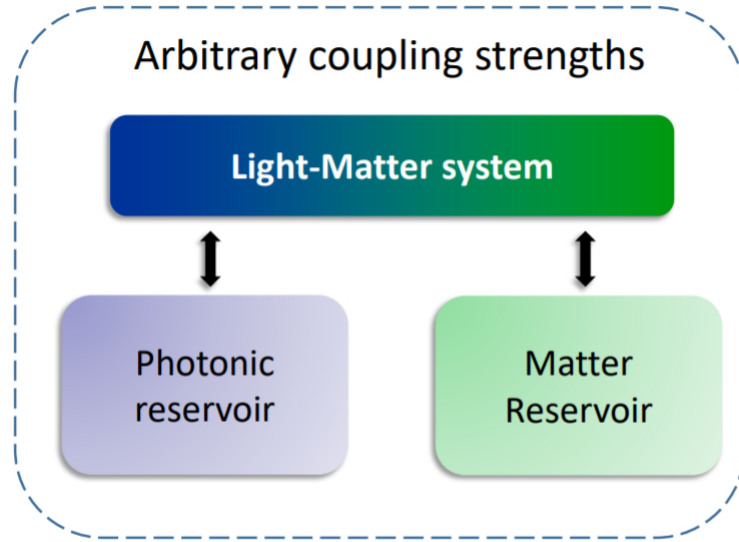 Arbitrary coupling strengths
Light-Matter system
Photonic
reservoir
Matter
Reservoir